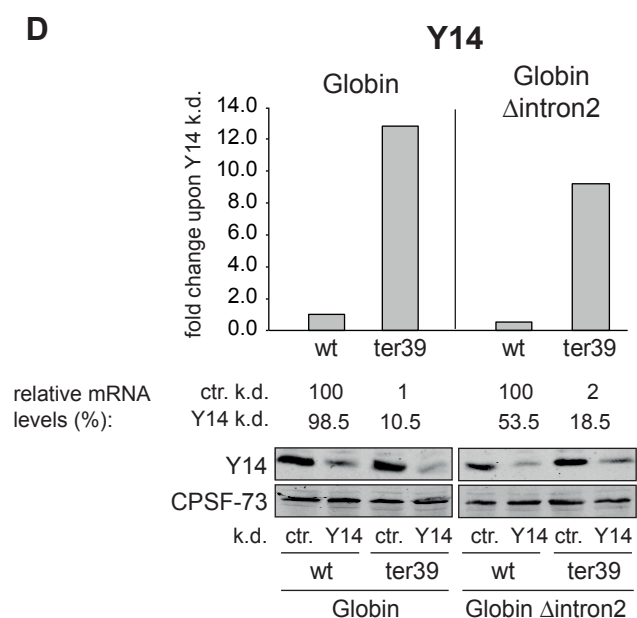 D
Y14
Globin
Globin
Δintron2
fold change upon Y14 k.d.
14.0
12.0
10.0
8.0
6.0
4.0
2.0
0.0
wt ter39 wt ter39
relative mRNA levels (%):
ctr. k.d. 100 1 100 2
Y14 k.d. 98.5 10.5 53.5 18.5
Y14
CPSF-73
k.d. ctr. Y14 ctr. Y14 ctr. Y14 ctr. Y14
wt ter39 wt ter39
Globin Globin Δintron2